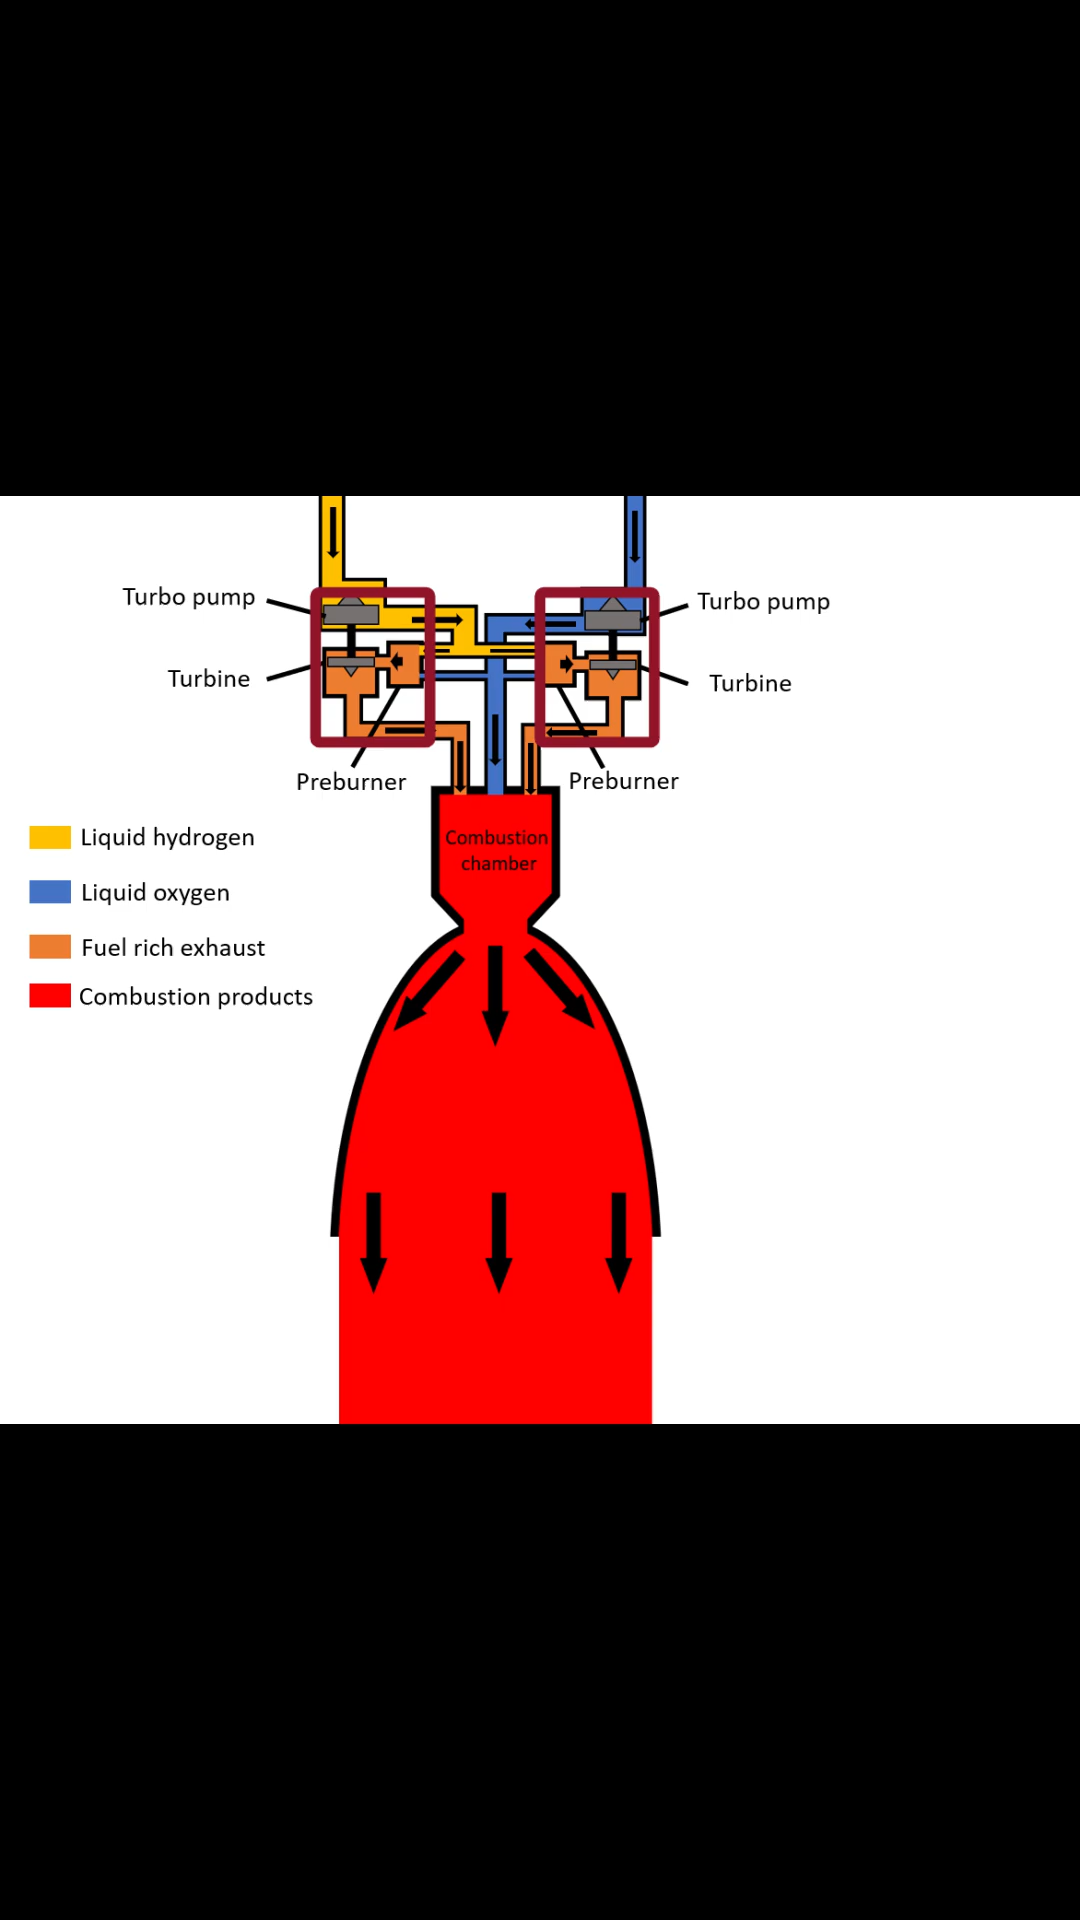 Turbo pump
Turbo pump
Turbine
Turbine
Preburner
Preburner
Liquid hydrogen
Combustion
chamber
Liquid oxygen
Fuel rich exhaust
Combustion products